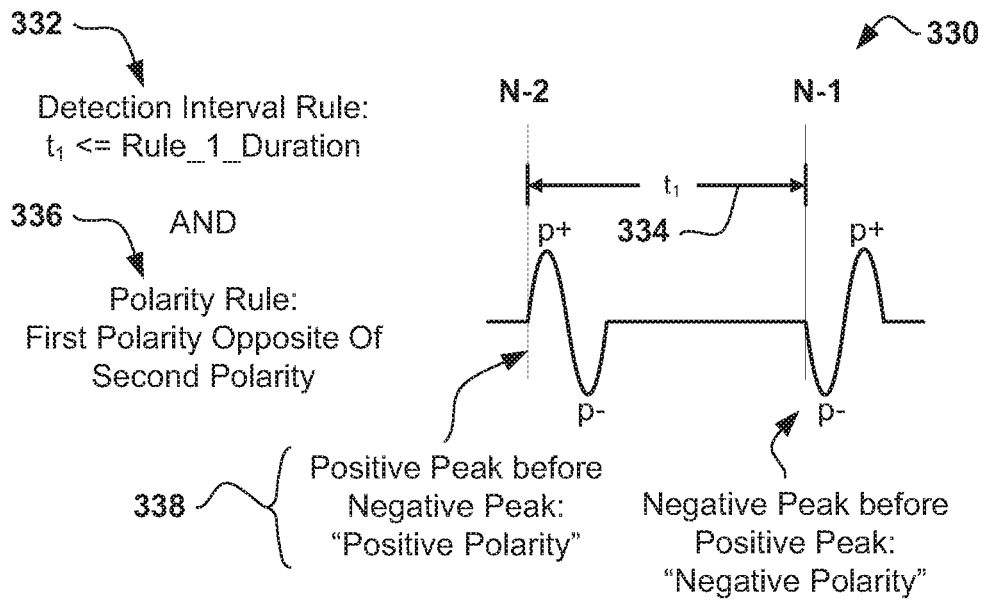 332
330
N-2
N-1
Detection Interval Rule:
t₁ <= Rule_1_Duration
t₁
336
AND
334
p+
p+
Polarity Rule:
First Polarity Opposite Of
Second Polarity
p-
p-
338
Positive Peak before
Negative Peak:
“Positive Polarity”
Negative Peak before
Positive Peak:
“Negative Polarity”